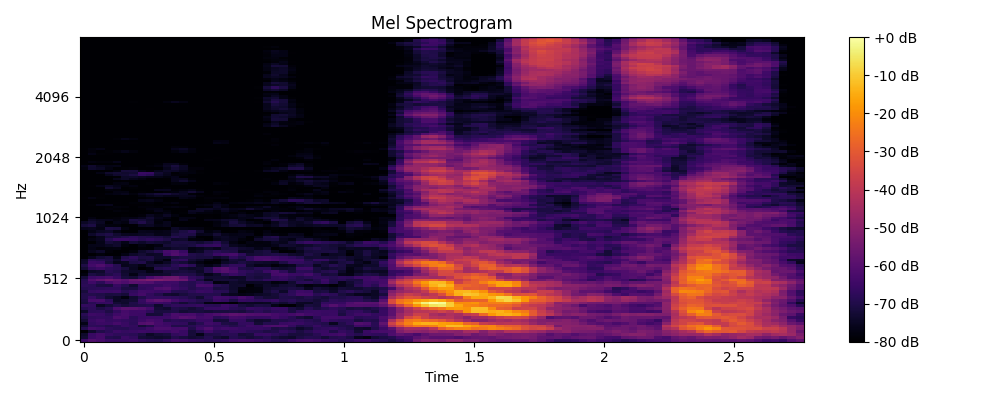 Mel Spectrogram
Hz
4096
2048
1024
512
0
0
0.5
1
1.5
2
2.5
Time
+0 dB
-10 dB
-20 dB
-30 dB
-40 dB
-50 dB
-60 dB
-70 dB
-80 dB